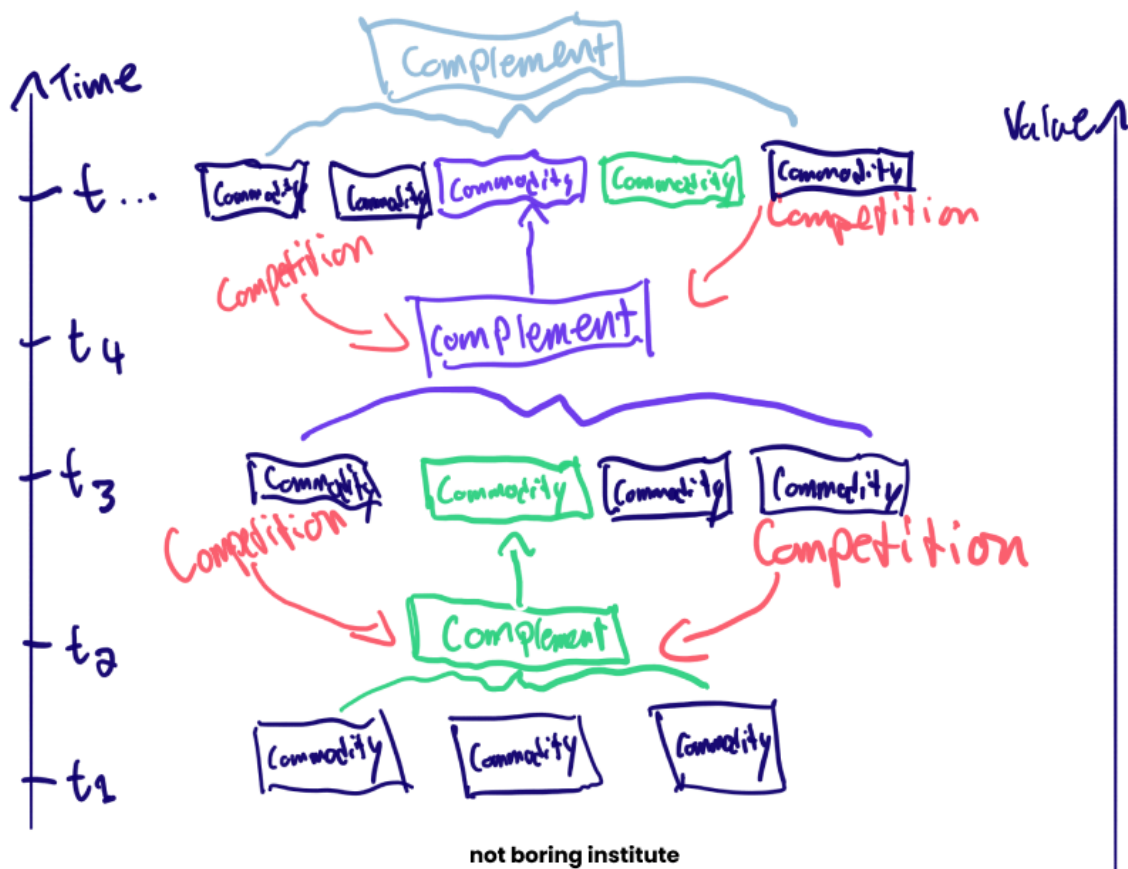 Complement
Time
Value
t...
Commodity
Commodity
Commodity
Commodity
Commodity
Competition
Competition
t4
Complement
t3
Commodity
Commodity
Commodity
Commodity
Competition
Competition
t2
Complement
t1
Commodity
Commodity
Commodity
not boring institute